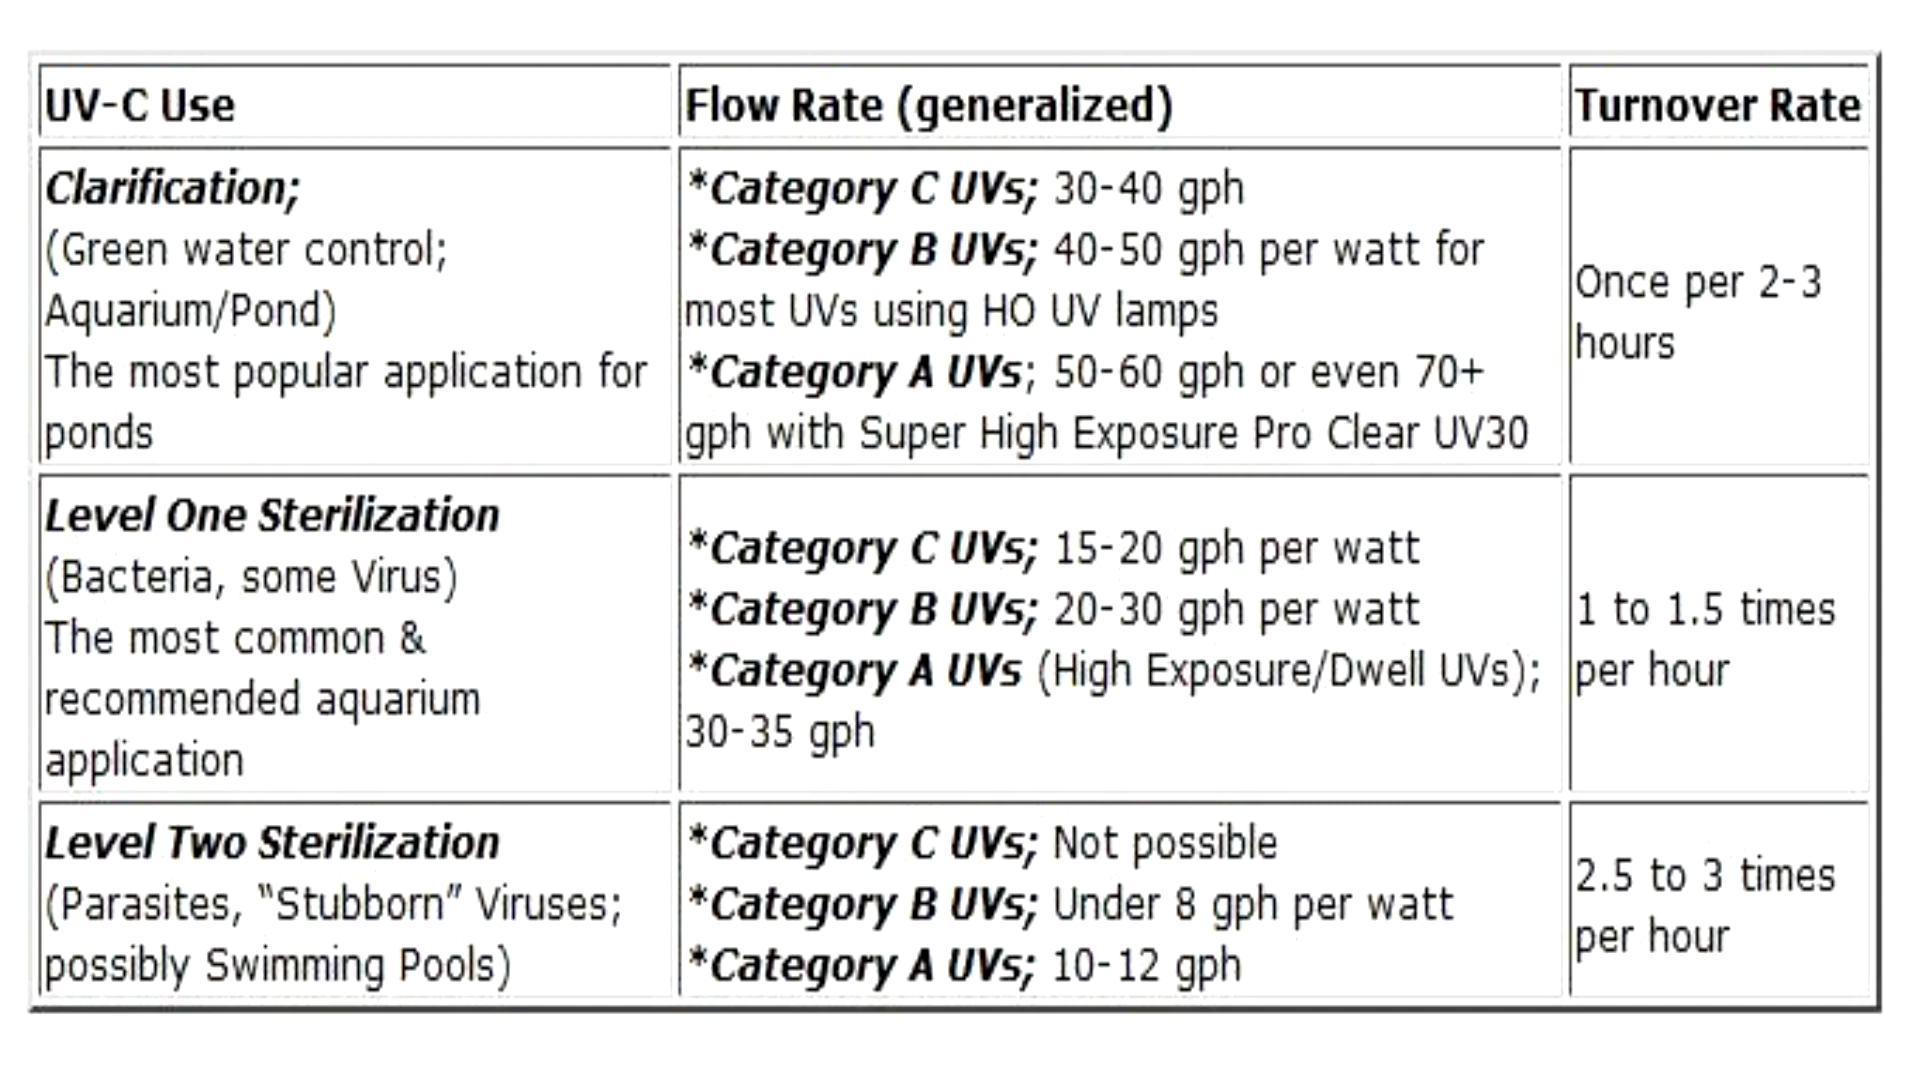 UV-C Use
Flow Rate (generalized)
Turnover Rate
Clarification;
(Green water control;
Aquarium/Pond)
The most popular application for
ponds
*Category C UVs; 30-40 gph
*Category B UVs; 40-50 gph per watt for
most UVs using HO UV lamps
*Category A UVs; 50-60 gph or even 70+
gph with Super High Exposure Pro Clear UV30
Once per 2-3
hours
Level One Sterilization
(Bacteria, some Virus)
The most common &
recommended aquarium
application
*Category C UVs; 15-20 gph per watt
*Category B UVs; 20-30 gph per watt
*Category A UVs (High Exposure/Dwell UVs);
30-35 gph
1 to 1.5 times
per hour
Level Two Sterilization
(Parasites, “Stubborn” Viruses;
possibly Swimming Pools)
*Category C UVs; Not possible
*Category B UVs; Under 8 gph per watt
*Category A UVs; 10-12 gph
2.5 to 3 times
per hour